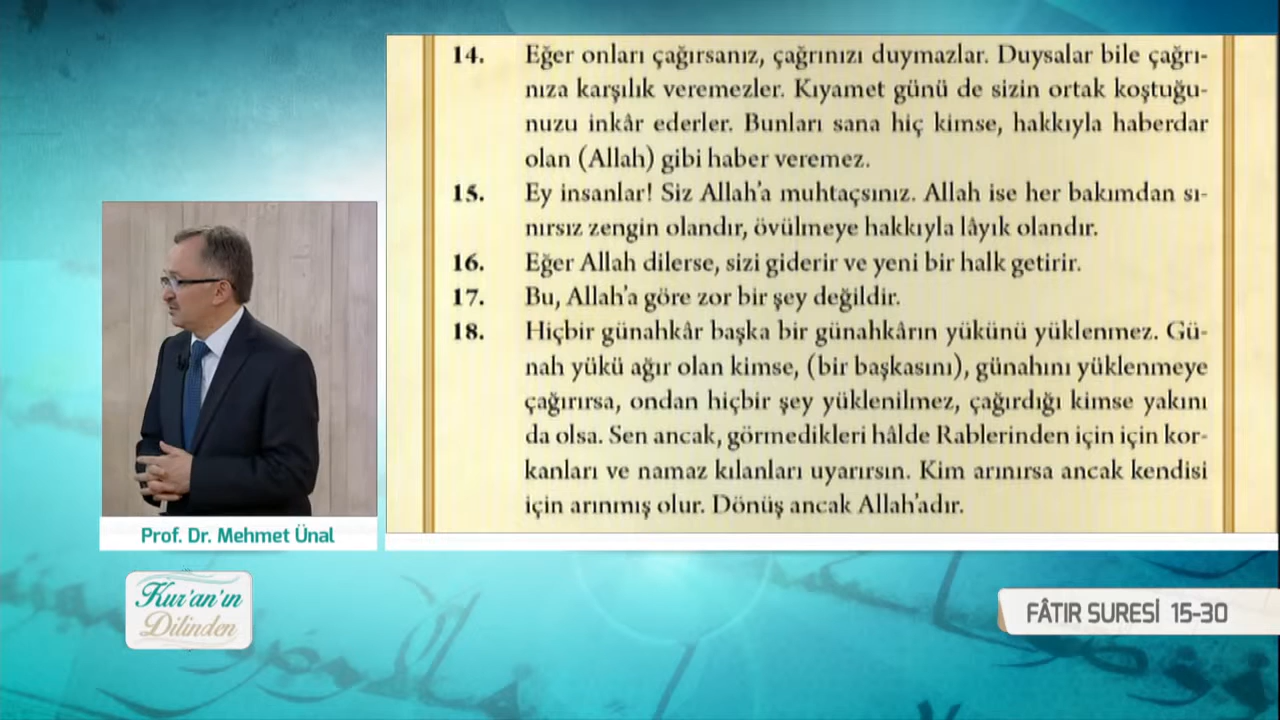 14. Eğer onları çağırsanız, çağrınızı duymazlar. Duysalar bile çağrı-
nıza karşılık veremezler. Kıyamet günü de sizin ortak koştuğu-
nuzu inkâr ederler. Bunları sana hiç kimse, hakkıyla haberdar
olan (Allah) gibi haber veremez.
15. Ey insanlar! Siz Allah'a muhtaçsınız. Allah ise her bakımdan sı-
nırsız zengin olandır, övülmeye hakkıyla lâyık olandır.
16. Eğer Allah dilerse, sizi giderir ve yeni bir halk getirir.
17. Bu, Allah'a göre zor bir şey değildir.
18. Hiçbir günahkâr başka bir günahkârın yükünü yüklenmez. Gü-
nah yükü ağır olan kimse, (bir başkasını), günahını yüklenmeye
çağırırsa, ondan hiçbir şey yüklenilmez, çağırdığı kimse yakını
da olsa. Sen ancak, görmedikleri hâlde Rablerinden için için kor-
kanları ve namaz kılanları uyarırsın. Kim arınırsa ancak kendisi
için arınmış olur. Dönüş ancak Allah'adır.
Prof. Dr. Mehmet Ünal
Kur'an'ın
Dilinden
FÂTIR SURESİ 15-30